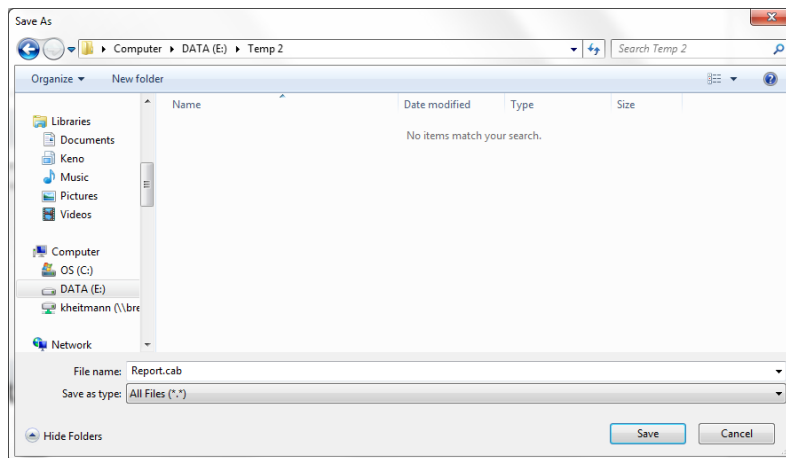 Save As
Computer ▸ DATA (E:) ▸ Temp 2
Search Temp 2
Organize
New folder
Name
Date modified
Type
Size
No items match your search.
Libraries
Documents
Keno
Music
Pictures
Videos
Computer
OS (C:)
DATA (E:)
kheitmann (\\bre
Network
File name: Report.cab
Save as type: All Files (*.*)
Hide Folders
Save
Cancel